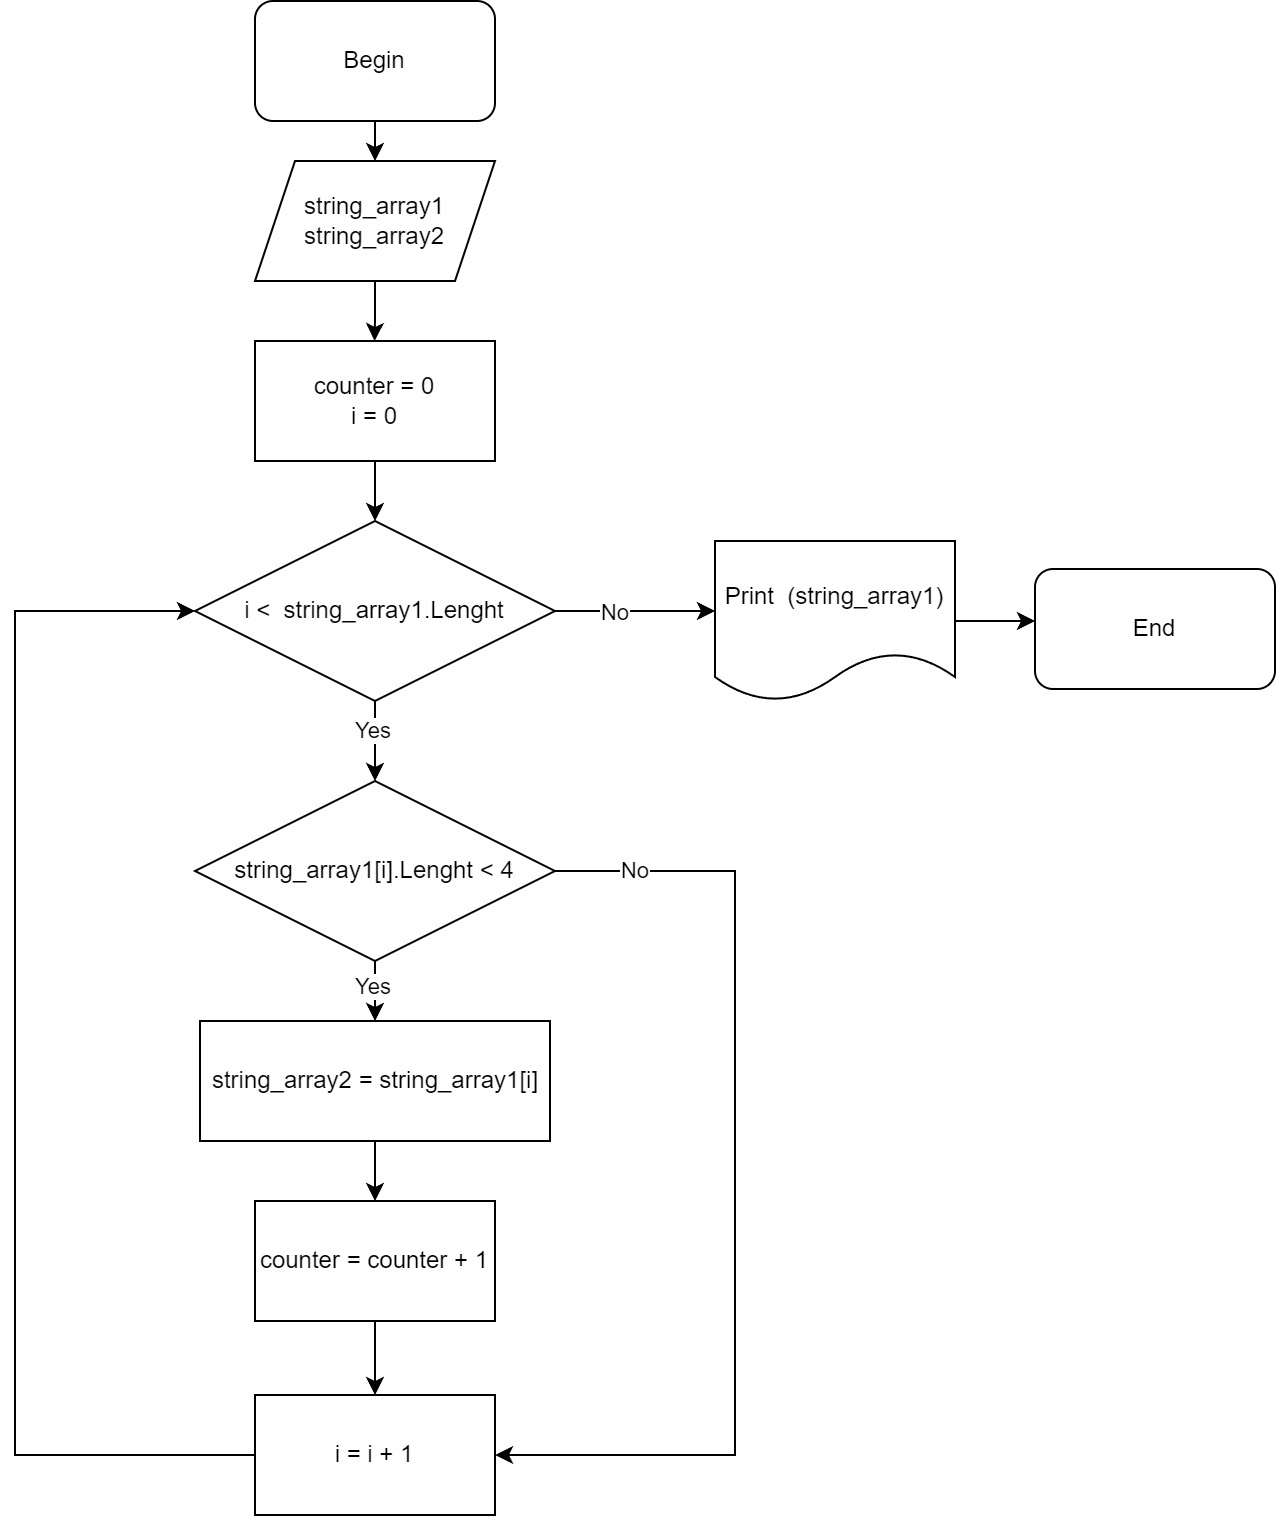 Begin
string_array1
string_array2
counter = 0
i = 0
i <  string_array1.Lenght
No
Print  (string_array1)
End
Yes
string_array1[i].Lenght < 4
No
Yes
string_array2 = string_array1[i]
counter = counter + 1
i = i + 1